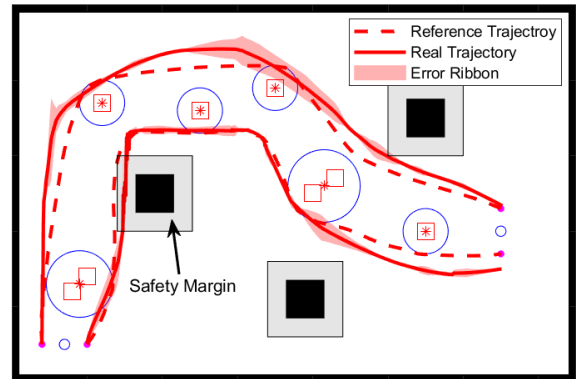 Reference Trajectroy
Real Trajectory
Error Ribbon
Safety Margin